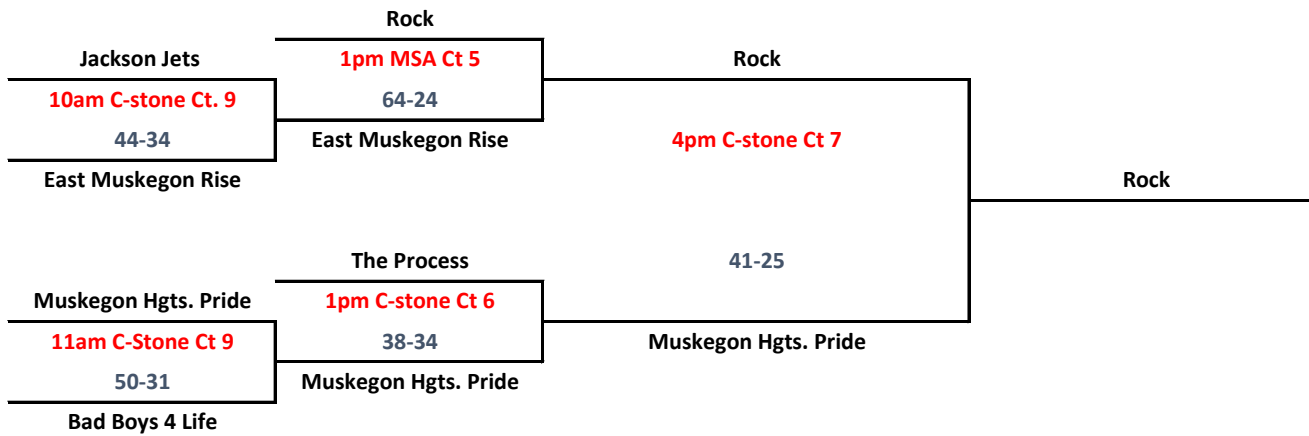 Rock
Jackson Jets
1pm MSA Ct 5
Rock
10am C-stone Ct. 9
64-24
44-34
East Muskegon Rise
4pm C-stone Ct 7
East Muskegon Rise
Rock
The Process
41-25
Muskegon Hgts. Pride
1pm C-stone Ct 6
11am C-Stone Ct 9
38-34
Muskegon Hgts. Pride
50-31
Muskegon Hgts. Pride
Bad Boys 4 Life